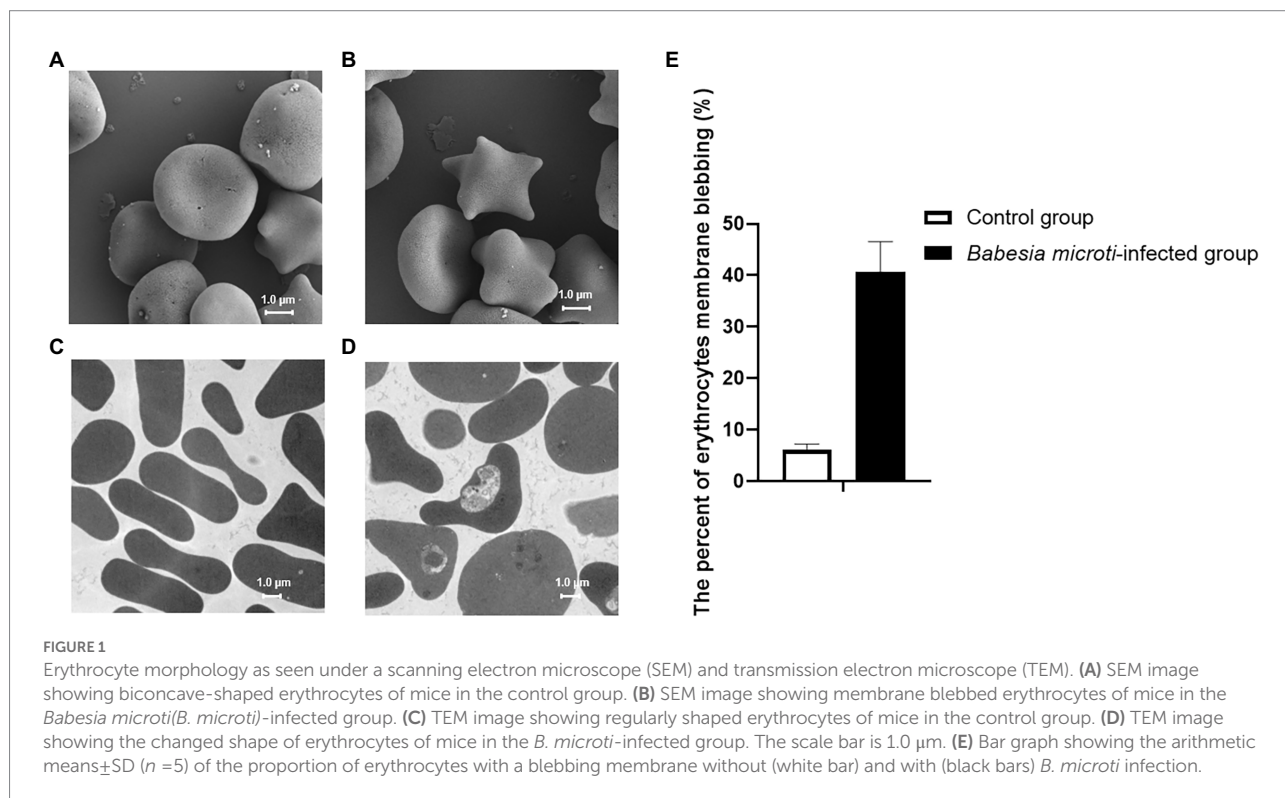 A
B
E
1.0 µm
1.0 µm
C
D
1.0 µm
1.0 µm
The percent of erythrocytes membrane blebbing (%)
50
40
30
20
10
0
Control group
Babesia microti-infected group
FIGURE 1
Erythrocyte morphology as seen under a scanning electron microscope (SEM) and transmission electron microscope (TEM). (A) SEM image
showing biconcave-shaped erythrocytes of mice in the control group. (B) SEM image showing membrane blebbed erythrocytes of mice in the
Babesia microti(B. microti)-infected group. (C) TEM image showing regularly shaped erythrocytes of mice in the control group. (D) TEM image
showing the changed shape of erythrocytes of mice in the B. microti-infected group. The scale bar is 1.0 μm. (E) Bar graph showing the arithmetic
means±SD (n =5) of the proportion of erythrocytes with a blebbing membrane without (white bar) and with (black bars) B. microti infection.